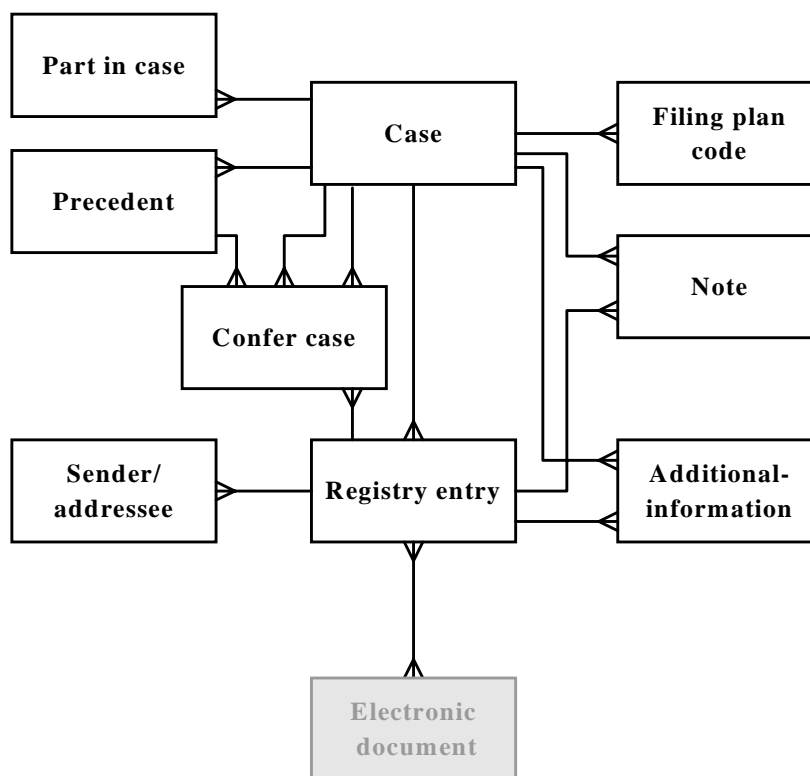 Part in case
Case
Filing plan
code
Precedent
Note
Confer case
Sender/
addressee
Registry entry
Additional-
information
Electronic
document